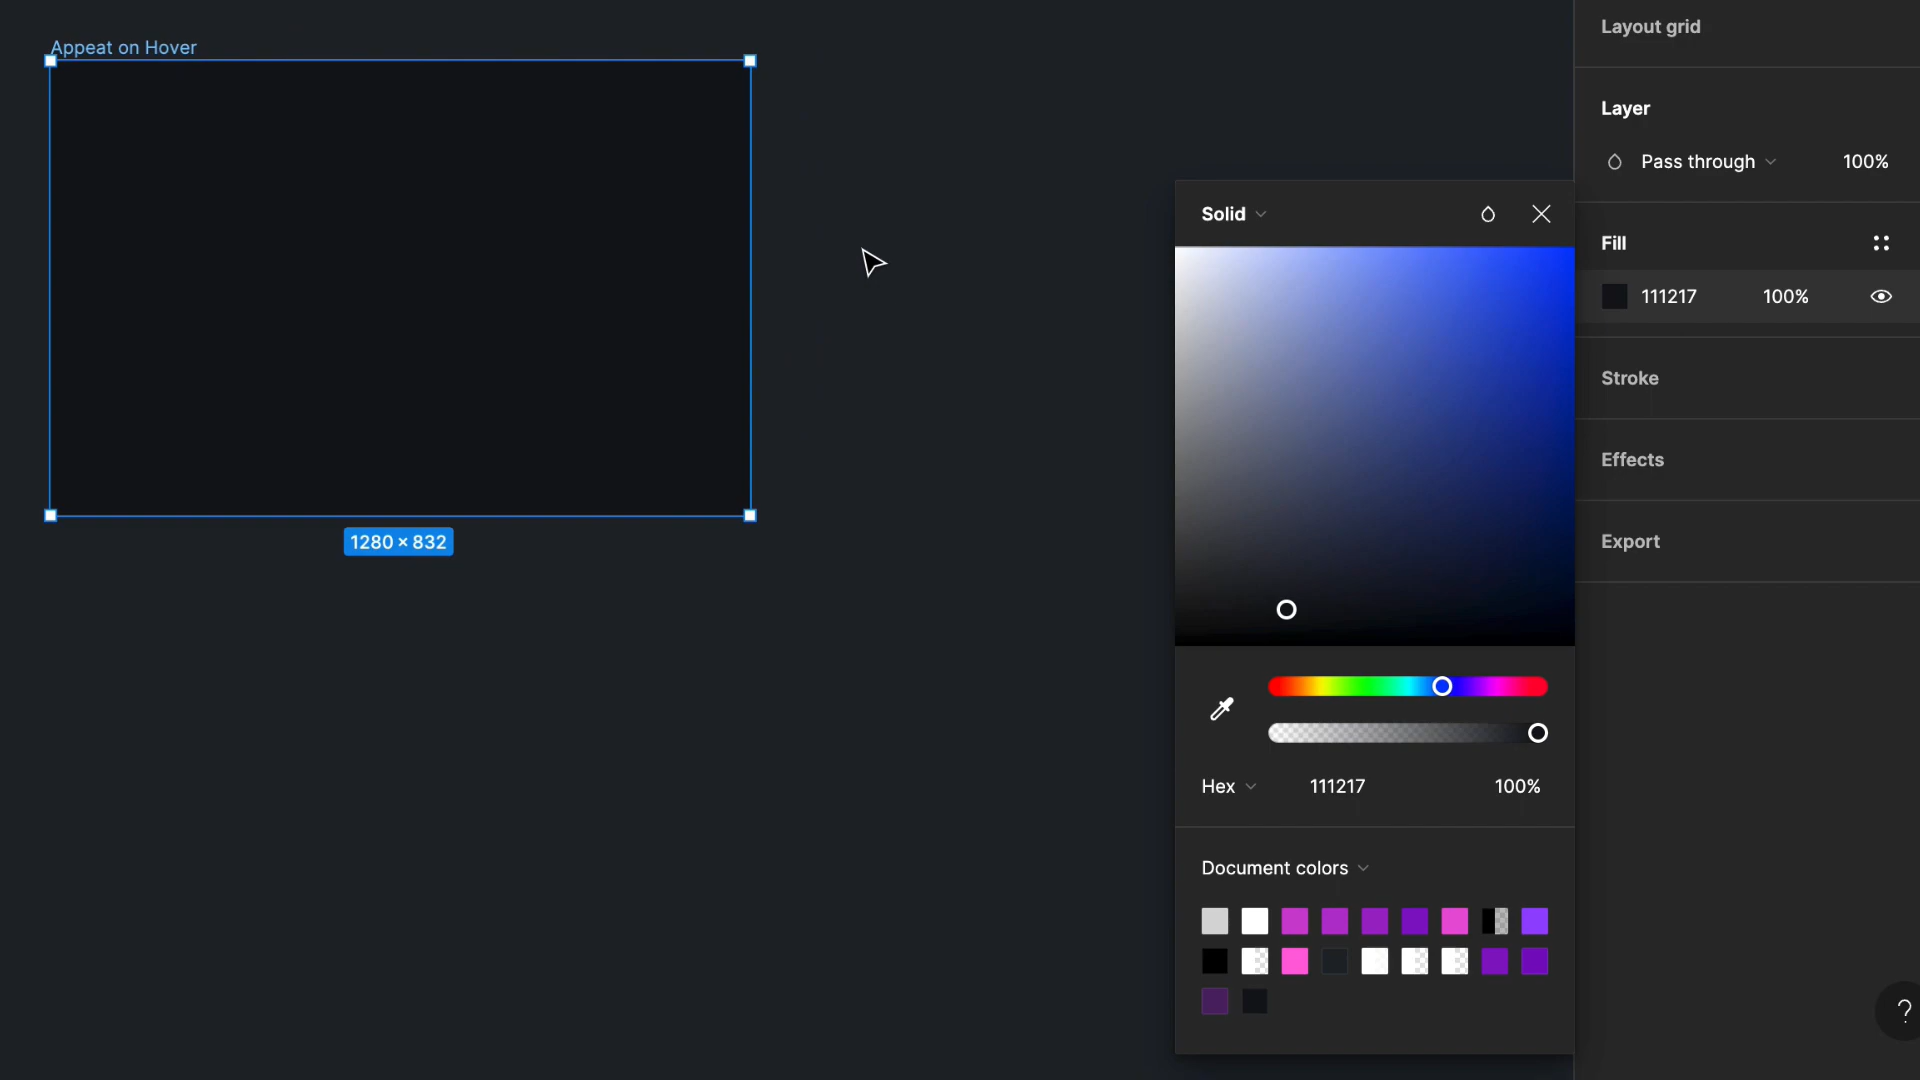 Appeat on Hover
1280 × 832
Layout grid
Layer
Pass through
100%
Fill
111217
100%
Stroke
Effects
Export
Solid
Hex
111217
100%
Document colors
?